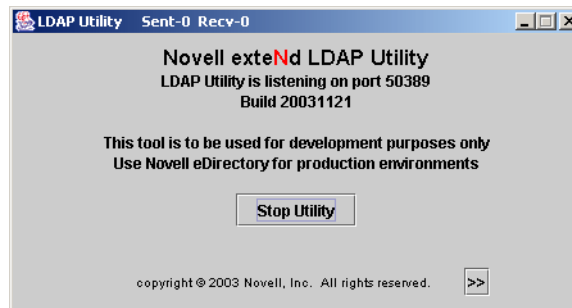 LDAP Utility Sent-0 Recv-0
Novell exteNd LDAP Utility
LDAP Utility is listening on port 50389
Build 20031121
This tool is to be used for development purposes only
Use Novell eDirectory for production environments
Stop Utility
copyright © 2003 Novell, Inc. All rights reserved. >>